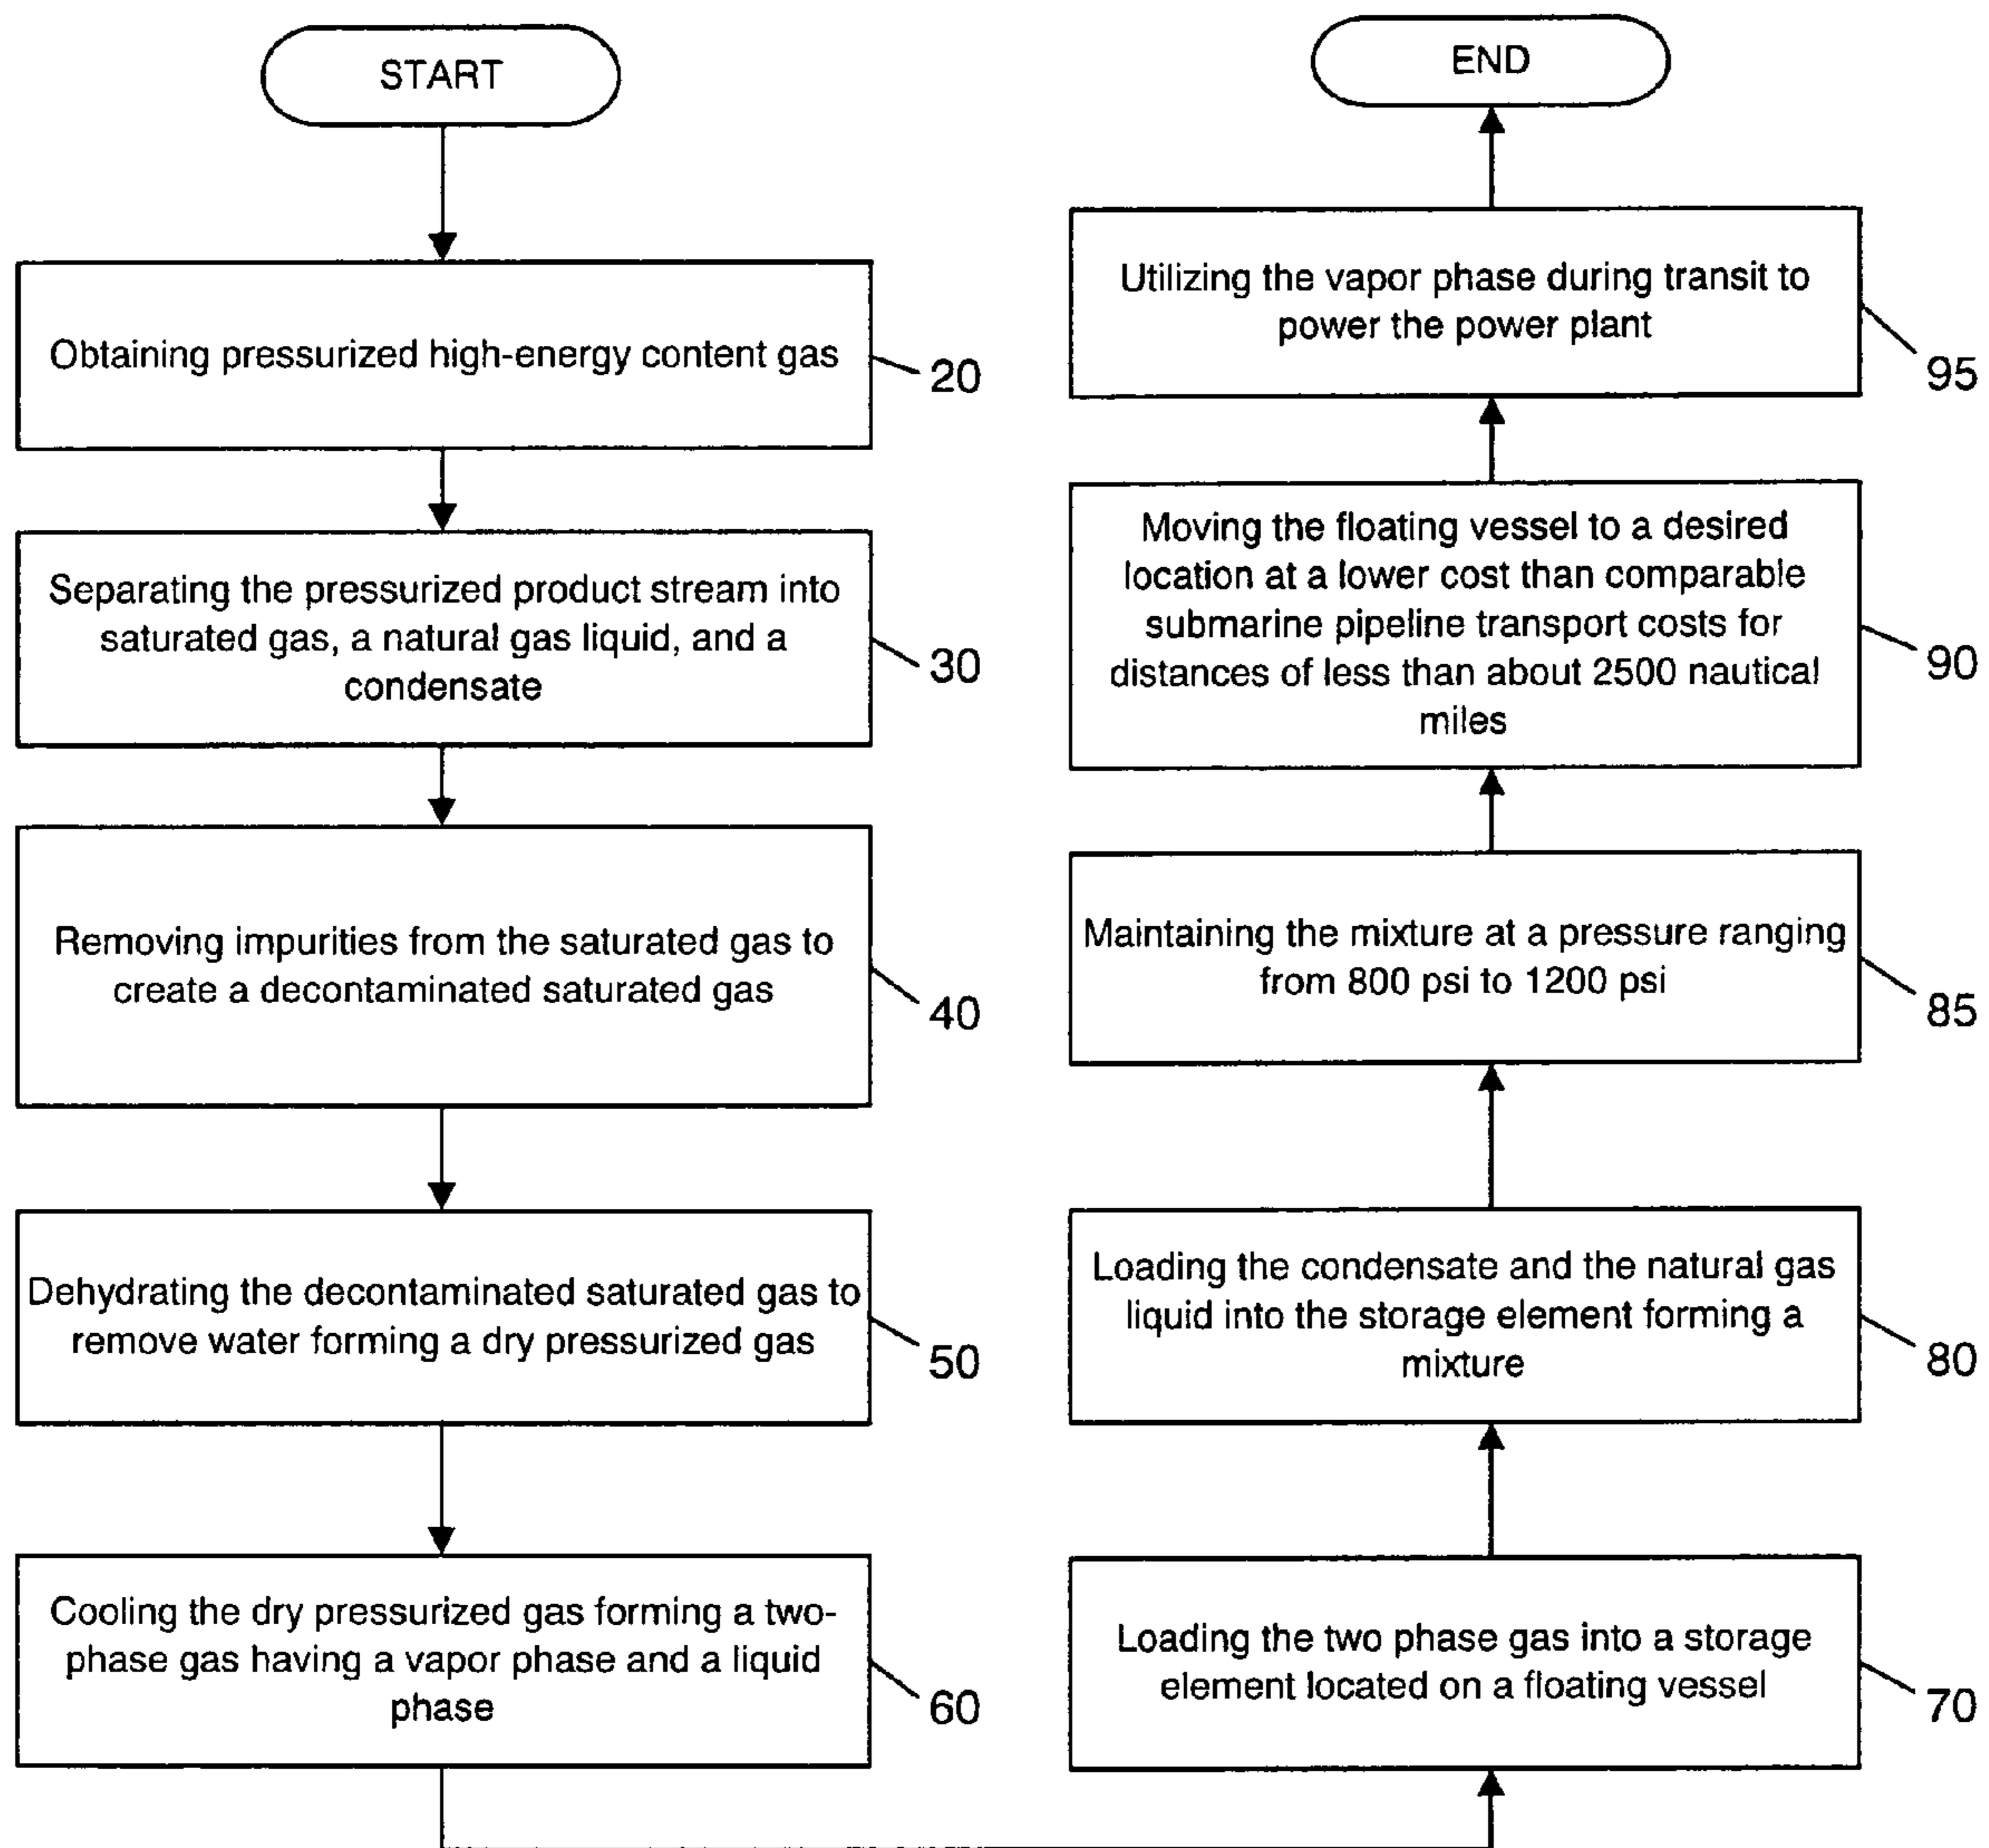 START
Obtaining pressurized high-energy content gas
20
Separating the pressurized product stream into
saturated gas, a natural gas liquid, and a
condensate
30
Removing impurities from the saturated gas to
create a decontaminated saturated gas
40
Dehydrating the decontaminated saturated gas to
remove water forming a dry pressurized gas
50
Cooling the dry pressurized gas forming a two-
phase gas having a vapor phase and a liquid
phase
60
Loading the two phase gas into a storage
element located on a floating vessel
70
Loading the condensate and the natural gas
liquid into the storage element forming a
mixture
80
Maintaining the mixture at a pressure ranging
from 800 psi to 1200 psi
85
Moving the floating vessel to a desired
location at a lower cost than comparable
submarine pipeline transport costs for
distances of less than about 2500 nautical
miles
90
Utilizing the vapor phase during transit to
power the power plant
95
END